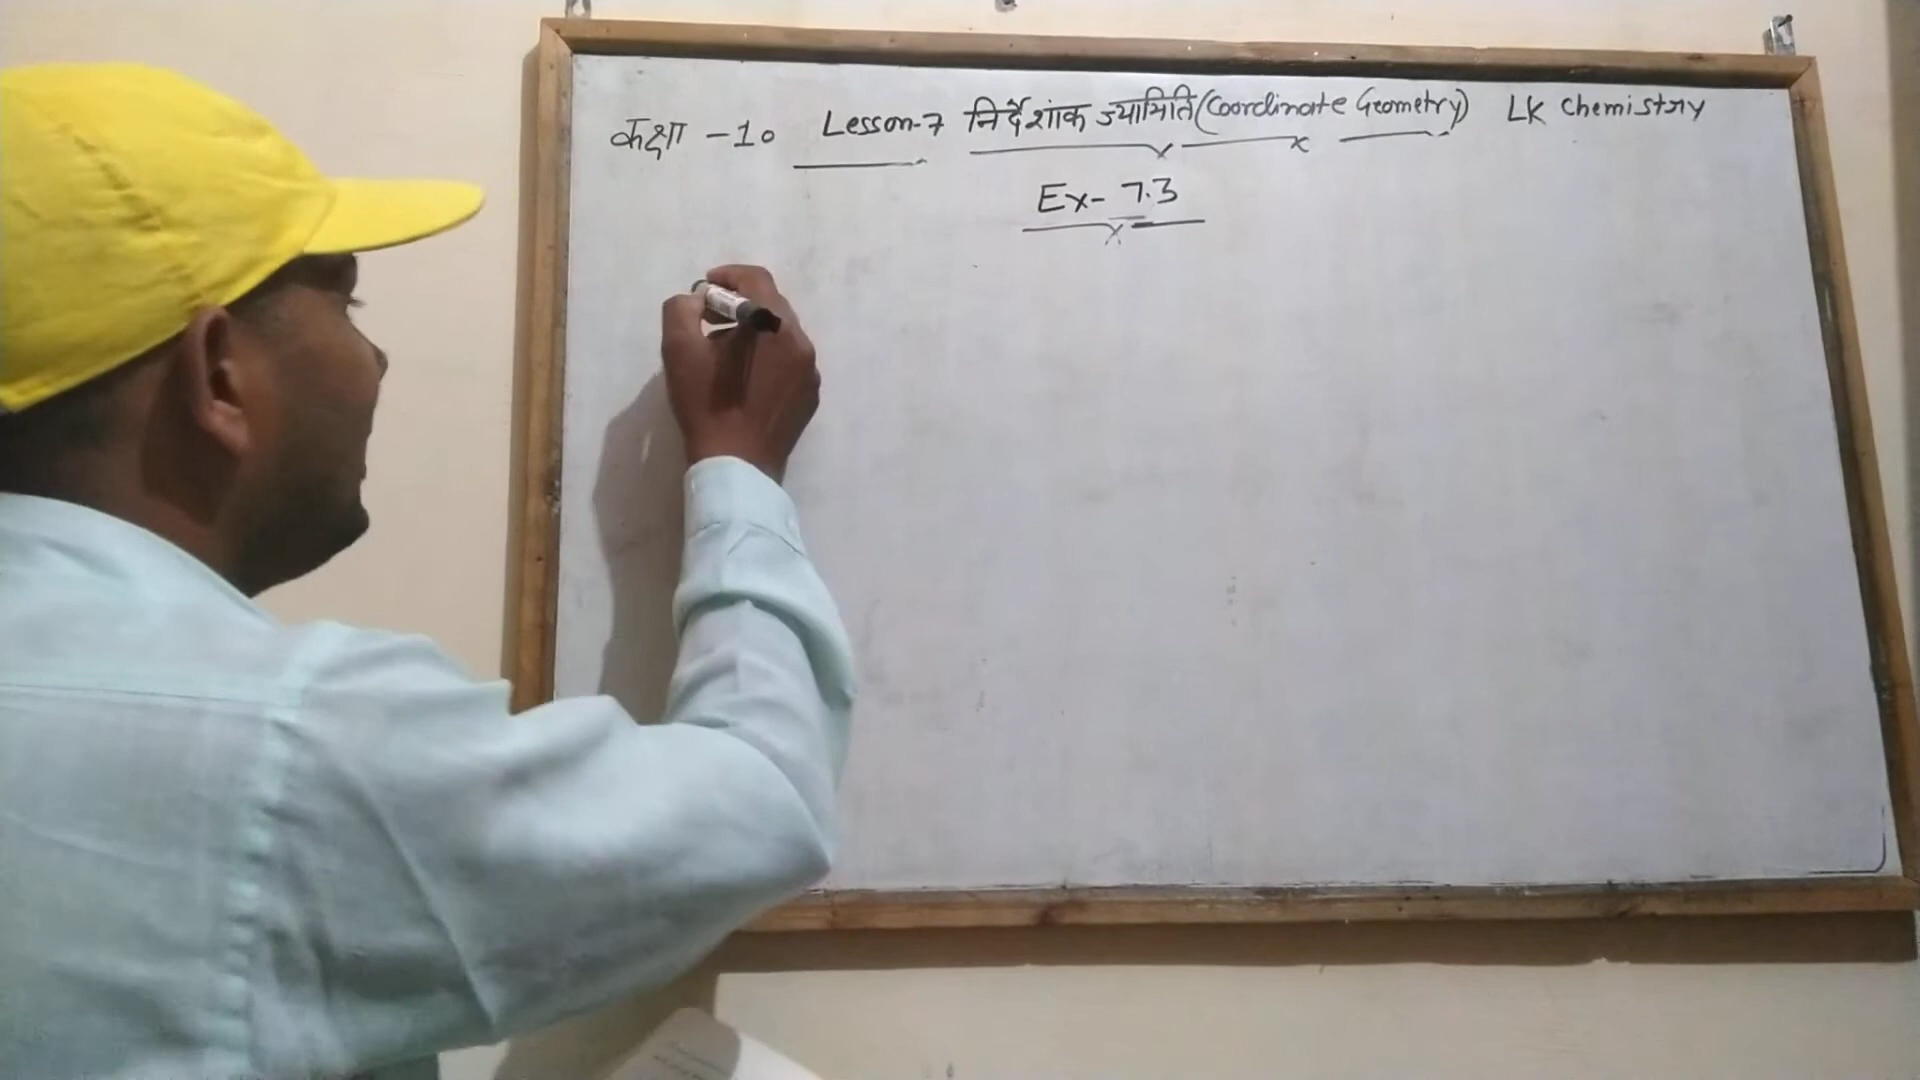 कक्षा -10 Lesson-7 निर्देशांक ज्यामिति (Coordinate Geometry) LK Chemistry
Ex- 7.3